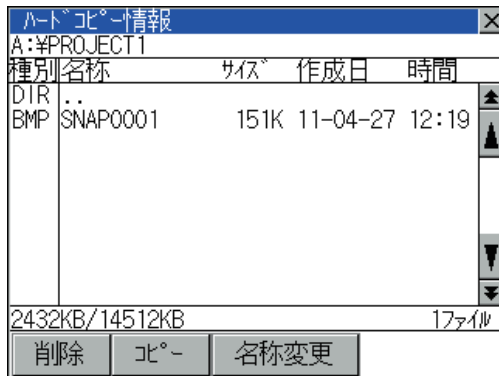 ﾊｰﾄﾞｺﾋﾟｰ情報
A:¥PROJECT1
種別 名称 ｻｲｽﾞ 作成日 時間
DIR ..
BMP SNAP0001 151K 11-04-27 12:19
2432KB/14512KB 1ﾌｧｲﾙ
削除 ｺﾋﾟｰ 名称変更